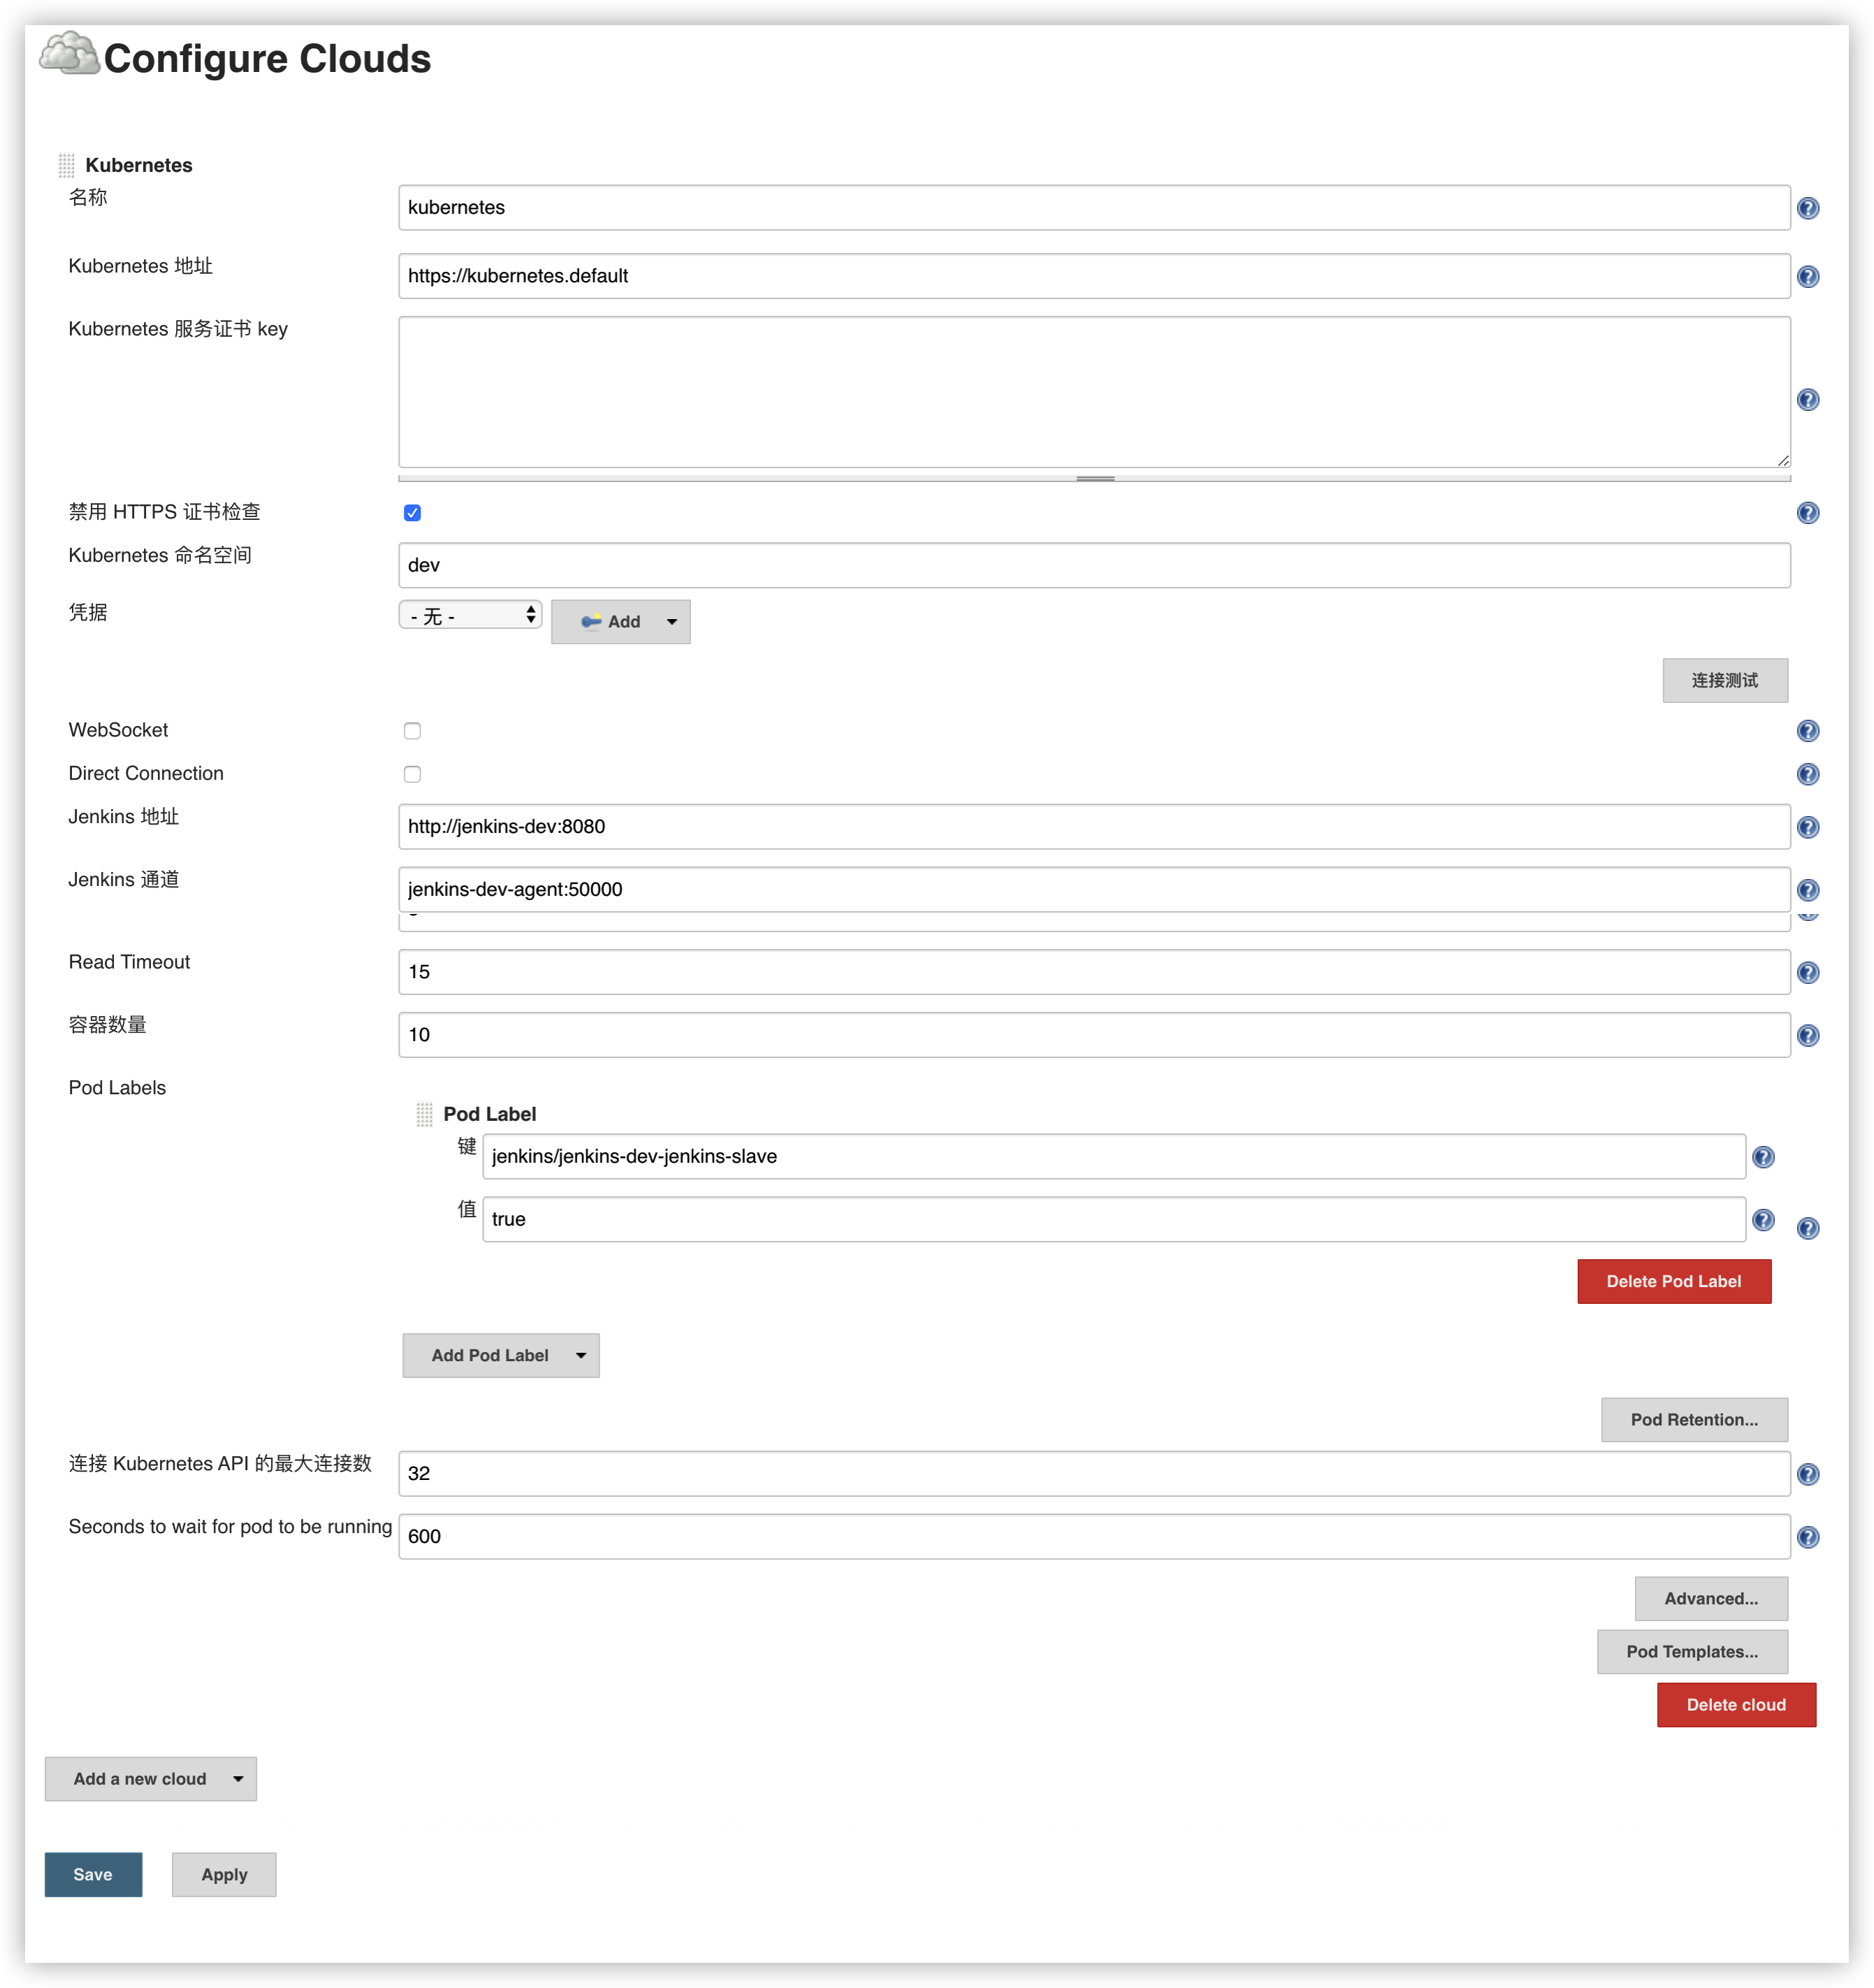 Configure Clouds
Kubernetes
名称
kubernetes
Kubernetes 地址
https://kubernetes.default
Kubernetes 服务证书 key
禁用 HTTPS 证书检查
Kubernetes 命名空间
dev
凭据
- 无 -
Add
连接测试
WebSocket
Direct Connection
Jenkins 地址
http://jenkins-dev:8080
Jenkins 通道
jenkins-dev-agent:50000
Read Timeout
15
容器数量
10
Pod Labels
Pod Label
键
jenkins/jenkins-dev-jenkins-slave
值
true
Delete Pod Label
Add Pod Label
Pod Retention...
连接 Kubernetes API 的最大连接数
32
Seconds to wait for pod to be running
600
Advanced...
Pod Templates...
Delete cloud
Add a new cloud
Save
Apply